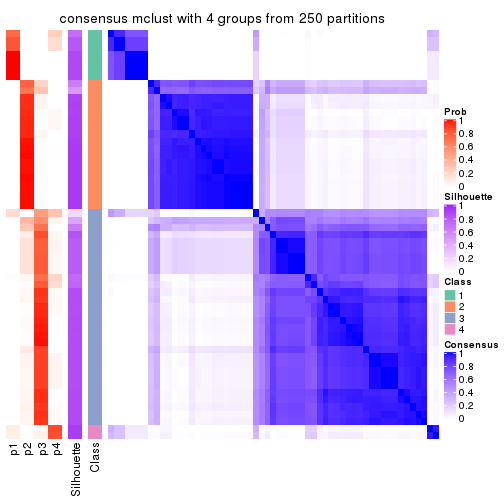 consensus mclust with 4 groups from 250 partitions
Prob
1
0.8
0.6
0.4
0.2
0
Silhouette
1
0.8
0.6
0.4
0.2
0
Class
1
2
3
4
Consensus
1
0.8
0.6
0.4
0.2
0
p1
p2
p3
p4
Silhouette
Class